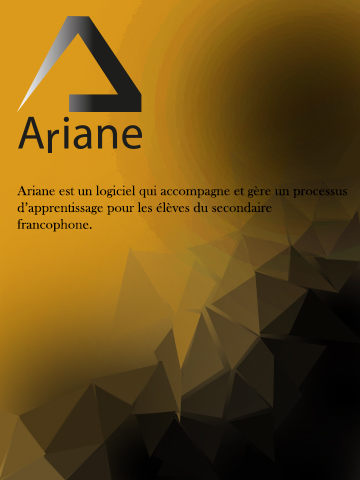 Ariane
Ariane est un logiciel qui accompagne et gère un processus
d'apprentissage pour les élèves du secondaire
francophone.